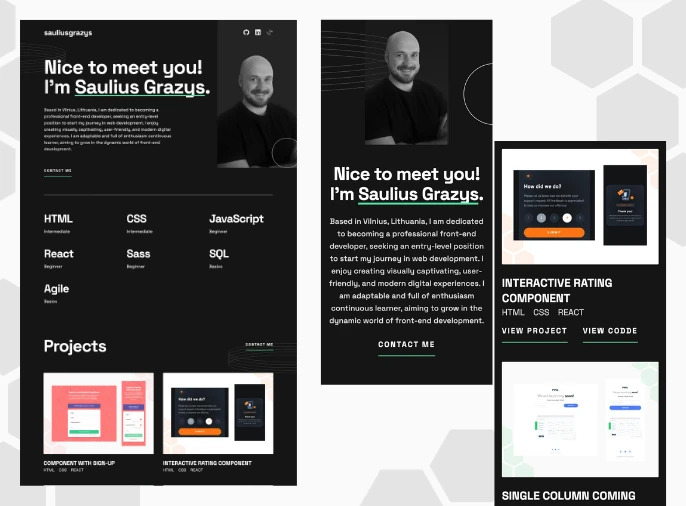 sauliusgrazys
Nice to meet you!
I'm Saulius Grazys.
Based in Vilnius, Lithuania, I am dedicated to becoming a
professional front-end developer, seeking an entry-level
position to start my journey in web development. I enjoy
creating visually captivating, user-friendly, and modern digital
experiences. I am adaptable and full of enthusiasm continuous
learner, aiming to grow in the dynamic world of front-end
development.
CONTACT ME
HTML
Intermediate
CSS
Intermediate
JavaScript
Beginner
React
Beginner
Sass
Beginner
SQL
Basics
Agile
Basics
Projects
CONTACT ME
How did we do?
Thank you!
COMPONENT WITH SIGN-UP
HTML CSS REACT
INTERACTIVE RATING COMPONENT
HTML CSS REACT
Nice to meet you!
I'm Saulius Grazys.
Based in Vilnius, Lithuania, I am dedicated
to becoming a professional front-end
developer, seeking an entry-level position
to start my journey in web development. I
enjoy creating visually captivating, user-
friendly, and modern digital experiences. I
am adaptable and full of enthusiasm
continuous learner, aiming to grow in the
dynamic world of front-end development.
CONTACT ME
How did we do?
SUBMIT
Thank you!
INTERACTIVE RATING
COMPONENT
HTML CSS REACT
VIEW PROJECT VIEW CODDE
SINGLE COLUMN COMING